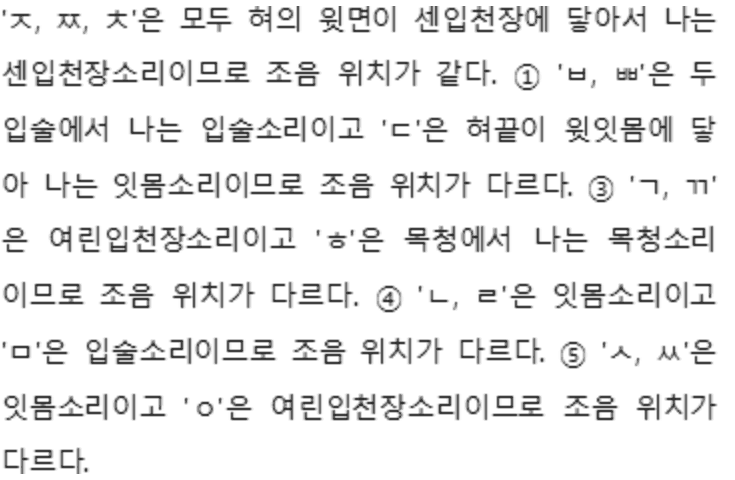 'ㅈ, ㅉ, ㅊ'은 모두 혀의 윗면이 센입천장에 닿아서 나는
센입천장소리이므로 조음 위치가 같다. ① 'ㅂ, ㅃ'은 두
입술에서 나는 입술소리이고 'ㄷ'은 혀끝이 윗잇몸에 닿
아 나는 잇몸소리이므로 조음 위치가 다르다. ③ 'ㄱ, ㄲ'
은 여린입천장소리이고 'ㅎ'은 목청에서 나는 목청소리
이므로 조음 위치가 다르다. ④ 'ㄴ, ㄹ'은 잇몸소리이고
'ㅁ'은 입술소리이므로 조음 위치가 다르다. ⑤ 'ㅅ, ㅆ'은
잇몸소리이고 'ㅇ'은 여린입천장소리이므로 조음 위치가
다르다.